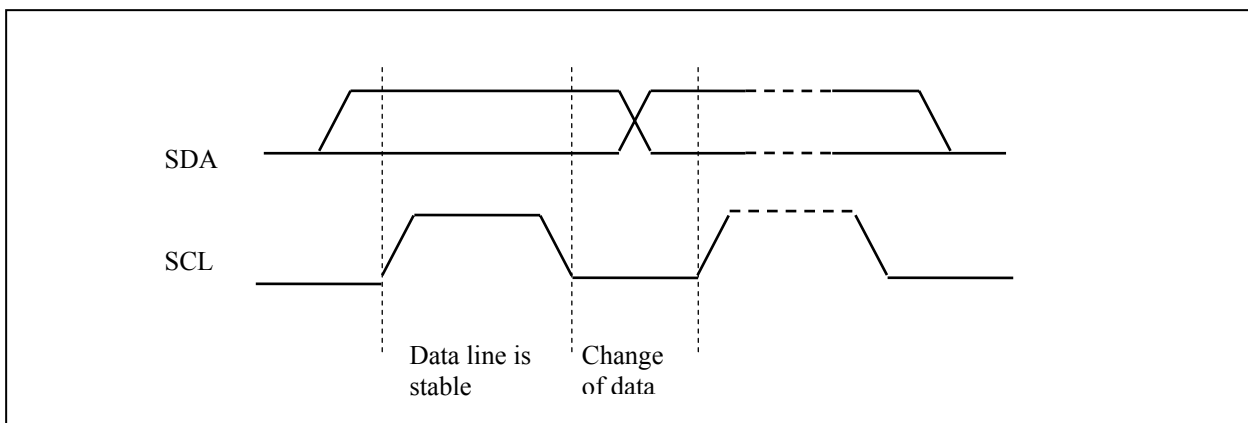 SDA
SCL
Data line is
stable
Change
of data